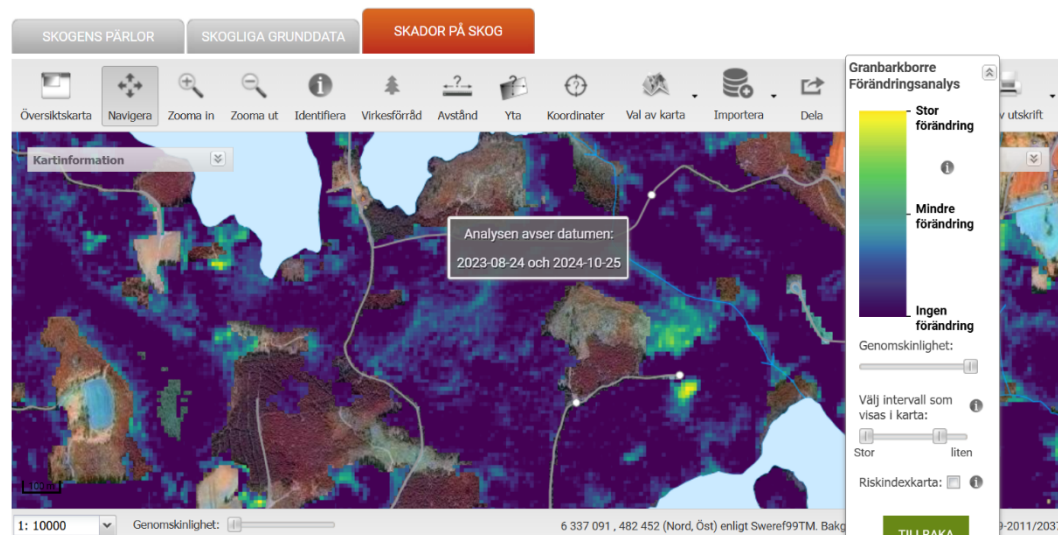 SKOGENS PÄRLOR
SKOGLIGA GRUNDDATA
SKADOR PÅ SKOG
Översiktskarta
Navigera
Zooma in
Zooma ut
Identifiera
Virkesförråd
Avstånd
Yta
Koordinater
Val av karta
Importera
Dela
utskrift
Kartinformation
Analysen avser datumen:
2023-08-24 och 2024-10-25
Granbarkborre
Förändringsanalys
Stor
förändring
Mindre
förändring
Ingen
förändring
Genomskinlighet:
Välj intervall som
visas i karta:
Stor
liten
Riskindexkarta:
TILLBAKA
100 m
1: 10000
Genomskinlighet:
6 337 091 , 482 452 (Nord, Öst) enligt Sweref99TM.
9-2011/2037